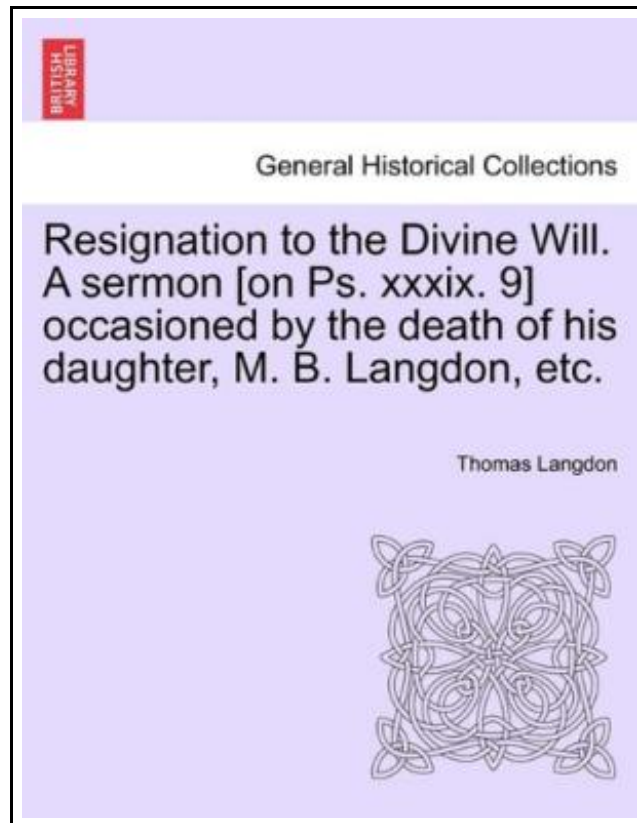 BRITISH
LIBRARY
General Historical Collections
Resignation to the Divine Will.
A sermon [on Ps. xxxix. 9]
occasioned by the death of his
daughter, M. B. Langdon, etc.
Thomas Langdon